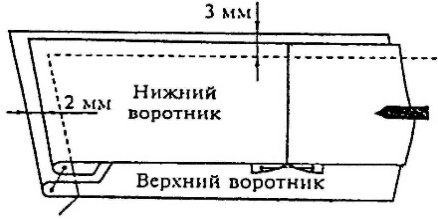 3 мм
Нижний
воротник
2 мм
Верхний воротник